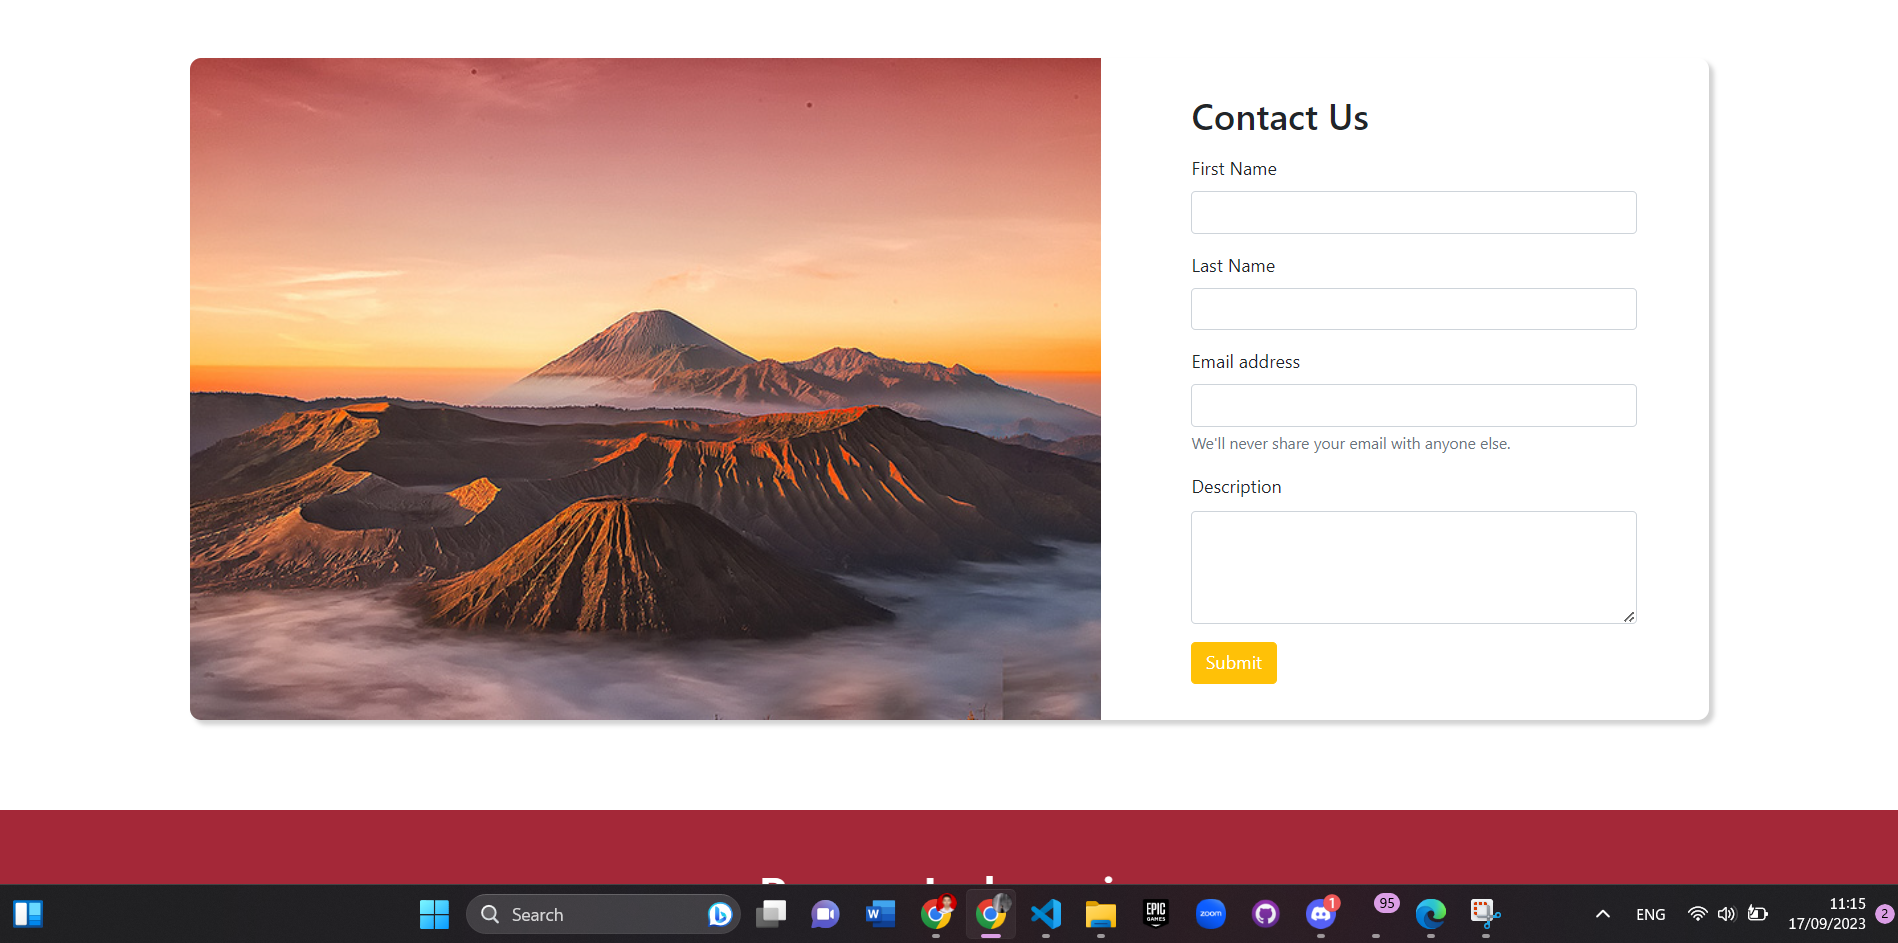 Contact Us
First Name
Last Name
Email address
We'll never share your email with anyone else.
Description
Submit
Search
W
EPIC
GAMES
zoom
1
95
ENG
11:15
17/09/2023
2